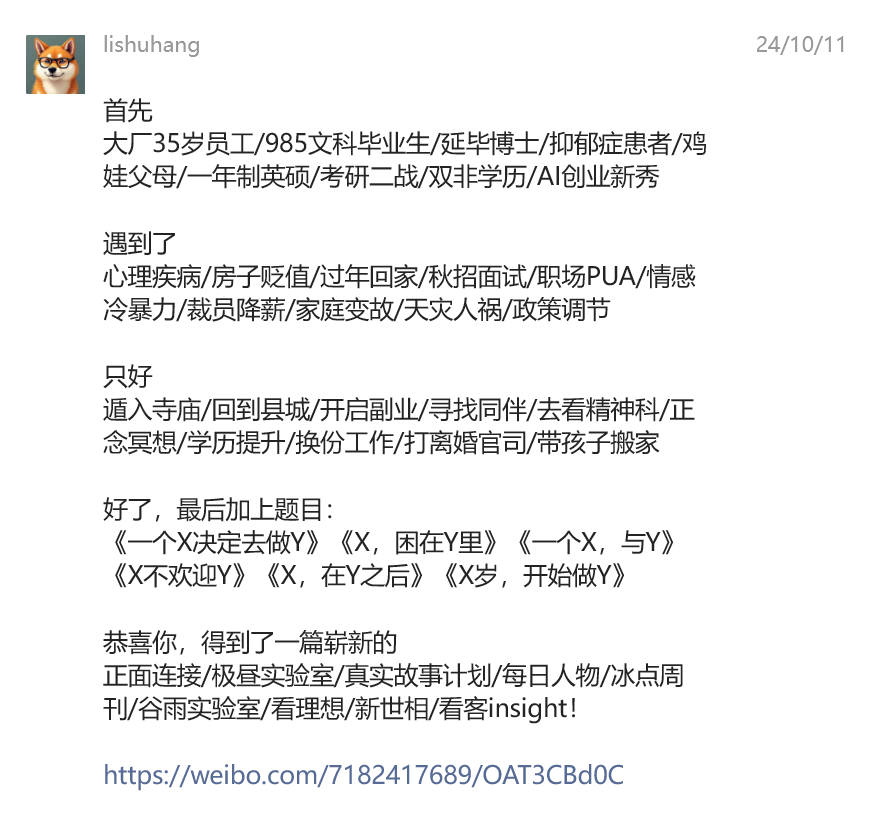 lishuhang
24/10/11
首先
大厂35岁员工/985文科毕业生/延毕博士/抑郁症患者/鸡
娃父母/一年制英硕/考研二战/双非学历/AI创业新秀
遇到了
心理疾病/房子贬值/过年回家/秋招面试/职场PUA/情感
冷暴力/裁员降薪/家庭变故/天灾人祸/政策调节
只好
遁入寺庙/回到县城/开启副业/寻找同伴/去看精神科/正
念冥想/学历提升/换份工作/打离婚官司/带孩子搬家
好了，最后加上题目：
《一个X决定去做Y》《X，困在Y里》《一个X，与Y》
《X不欢迎Y》《X，在Y之后》《X岁，开始做Y》
恭喜你，得到了一篇崭新的
正面连接/极昼实验室/真实故事计划/每日人物/冰点周
刊/谷雨实验室/看理想/新世相/看客insight！
https://weibo.com/7182417689/OAT3CBd0C